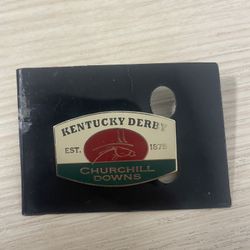 KENTUCKY DERBY
EST. 1875
CHURCHILL
DOWNS